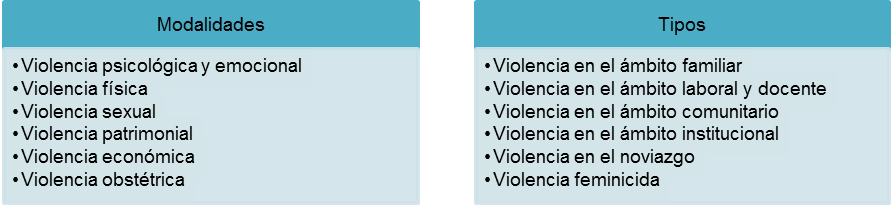 Modalidades
• Violencia psicológica y emocional
• Violencia física
• Violencia sexual
• Violencia patrimonial
• Violencia económica
• Violencia obstétrica
Tipos
• Violencia en el ámbito familiar
• Violencia en el ámbito laboral y docente
• Violencia en el ámbito comunitario
• Violencia en el ámbito institucional
• Violencia en el noviazgo
• Violencia feminicida